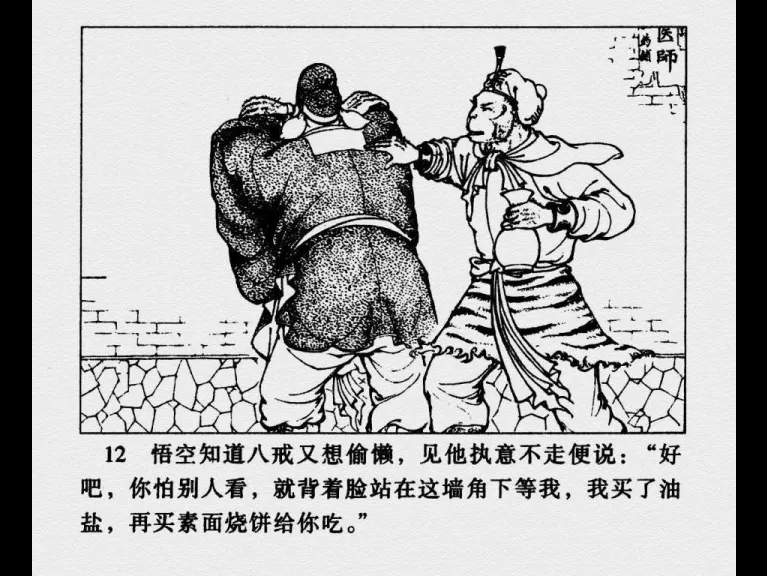 医師
12 悟空知道八戒又想偷懒，见他执意不走便说：“好
吧，你怕别人看，就背着脸站在这墙角下等我，我买了油
盐，再买素面烧饼给你吃。”